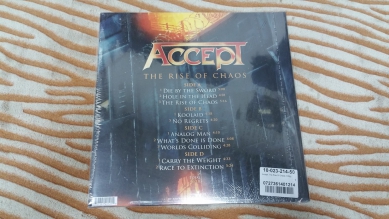 ACCEPT
THE RISE OF CHAOS
SIDE A
DIE BY THE SWORD
HOLE IN THE HEAD
THE RISE OF CHAOS
SIDE B
KOOLAID
NO REGRETS
SIDE C
ANALOG MAN
WHAT'S DONE IS DONE
WORLDS COLLIDING
SIDE D
CARRY THE WEIGHT
RACE TO EXTINCTION